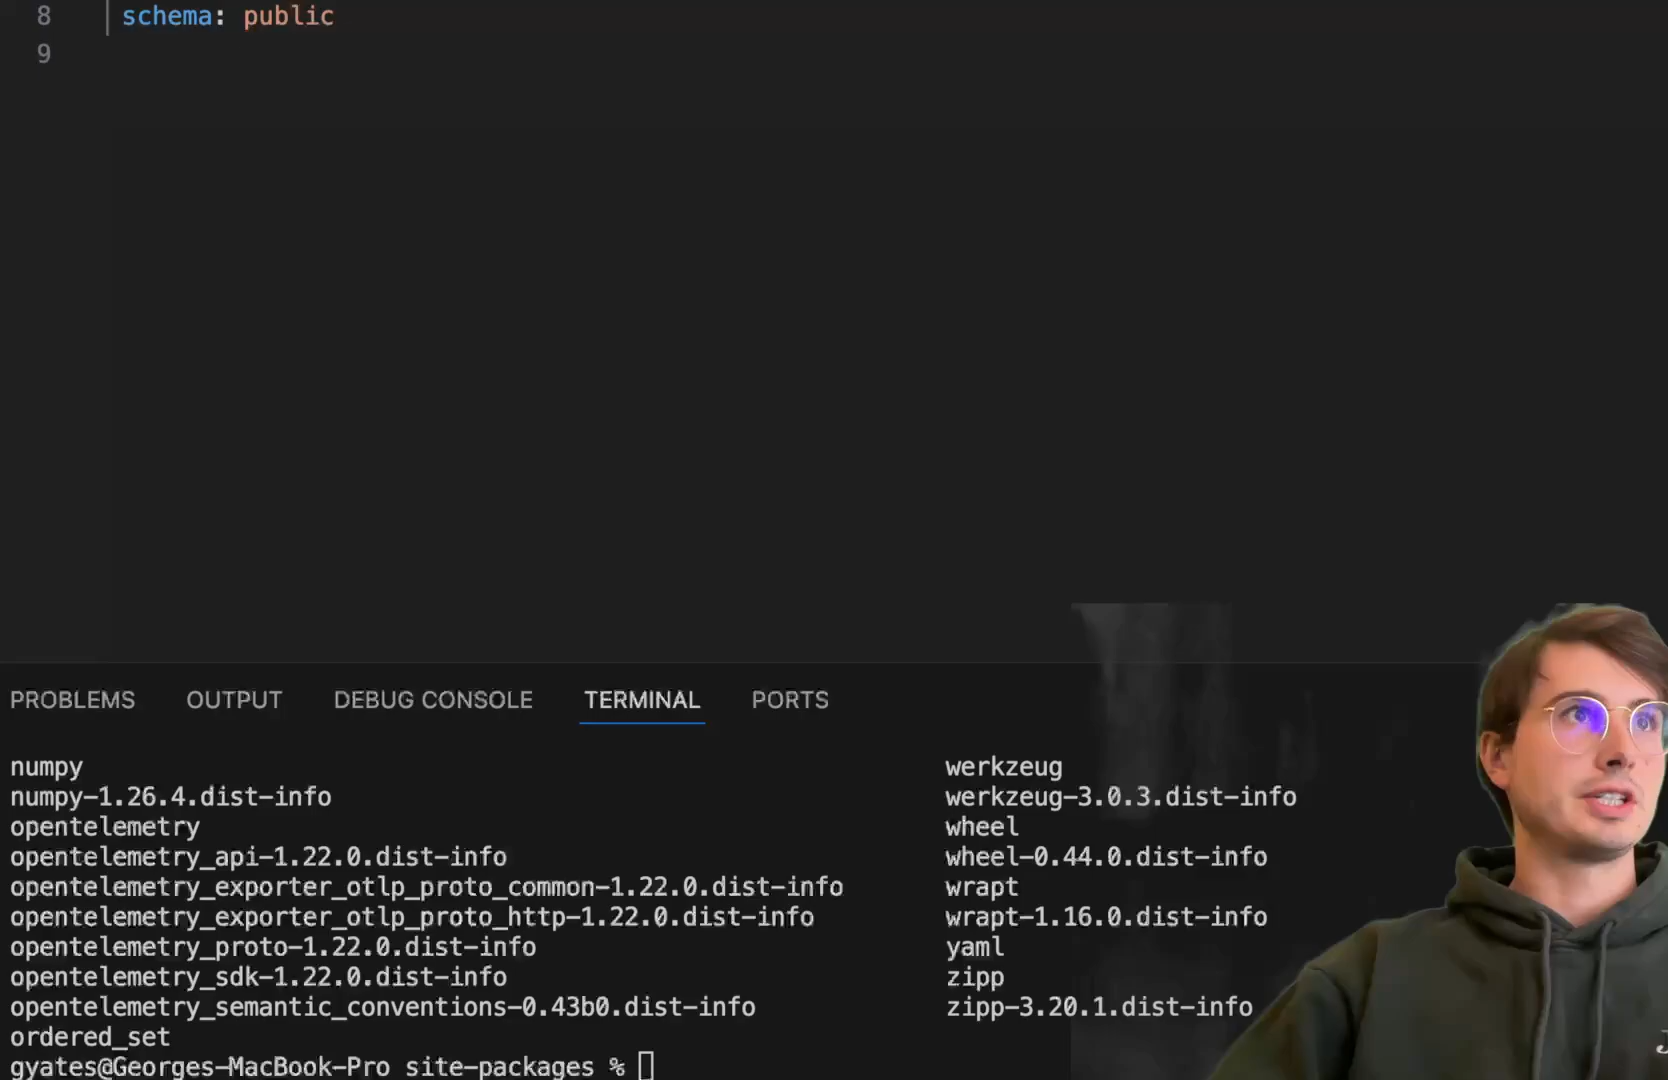 8 schema: public
9
PROBLEMS OUTPUT DEBUG CONSOLE TERMINAL PORTS
numpy werkzeug
numpy-1.26.4.dist-info werkzeug-3.0.3.dist-info
opentelemetry wheel
opentelemetry_api-1.22.0.dist-info wheel-0.44.0.dist-info
opentelemetry_exporter_otlp_proto_common-1.22.0.dist-info wrapt
opentelemetry_exporter_otlp_proto_http-1.22.0.dist-info wrapt-1.16.0.dist-info
opentelemetry_proto-1.22.0.dist-info yaml
opentelemetry_sdk-1.22.0.dist-info zipp
opentelemetry_semantic_conventions-0.43b0.dist-info zipp-3.20.1.dist-info
ordered_set
gyates@Georges-MacBook-Pro site-packages %